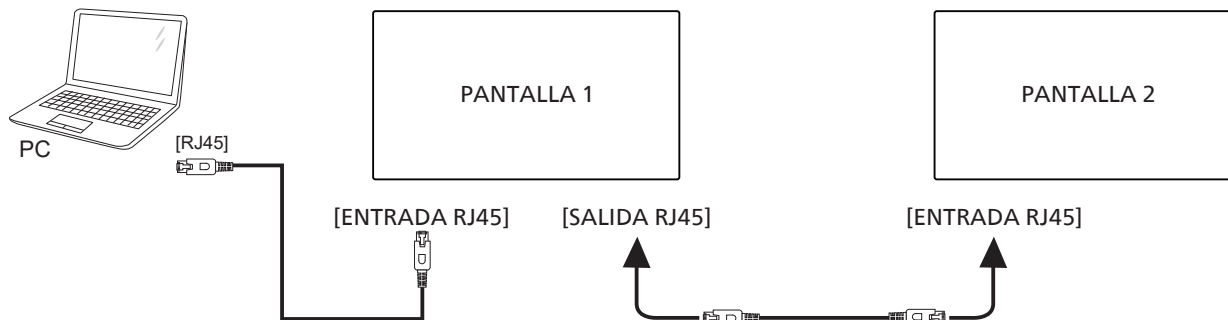 PANTALLA 1
PANTALLA 2
PC
[RJ45]
[ENTRADA RJ45]
[SALIDA RJ45]
[ENTRADA RJ45]